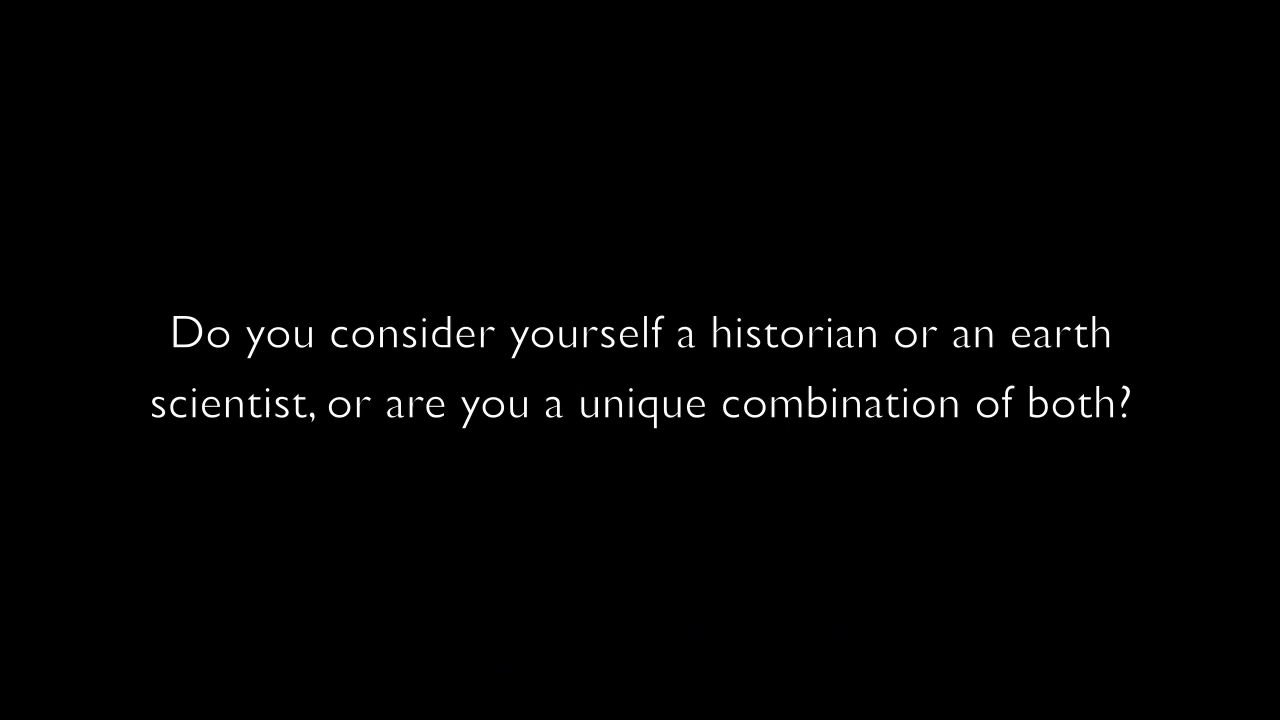 Do you consider yourself a historian or an earth
scientist, or are you a unique combination of both?